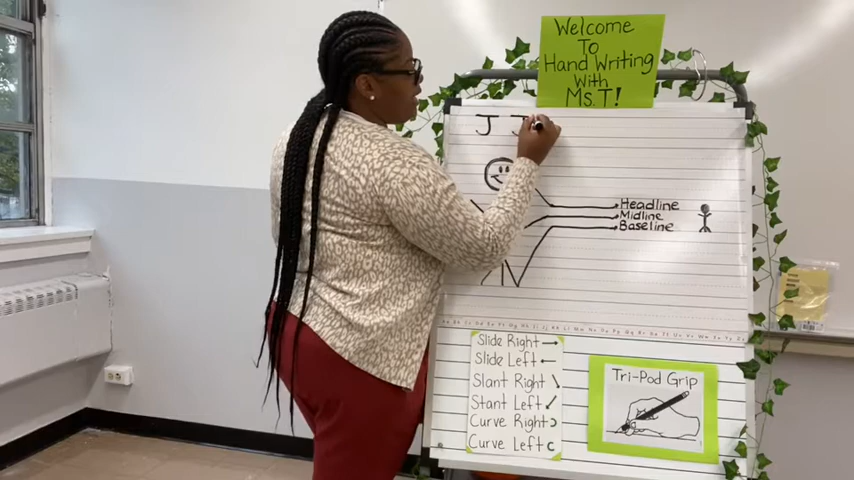 Welcome
To
Hand Writing
With
Ms. T!
J J
Headline
Midline
Baseline
Slide Right →
Slide Left ←
Slant Right
Stant Left
Curve Right
Curve Left
Tri-Pod Grip